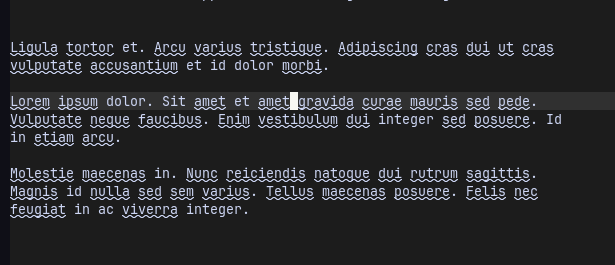 Ligula tortor et. Arcu varius tristique. Adipiscing cras dui ut cras
vulputate accusantium et id dolor morbi.
Lorem ipsum dolor. Sit amet et amet gravida curae mauris sed pede.
Vulputate neque faucibus. Enim vestibulum dui integer sed posuere. Id
in etiam arcu.
Molestie maecenas in. Nunc reiciendis natoque dui rutrum sagittis.
Magnis id nulla sed sem varius. Tellus maecenas posuere. Felis nec
feugiat in ac viverra integer.